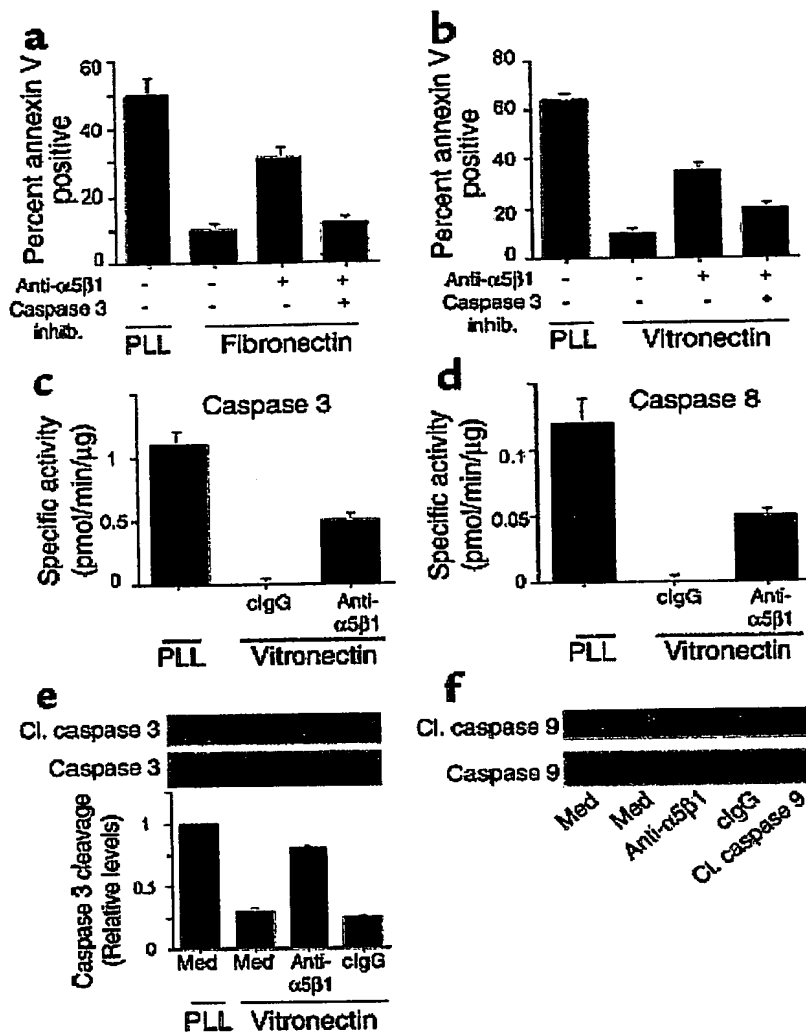 a
Percent annexin V
positive
60
40
20
0
Anti-α5β1 - - + +
Caspase 3 - - - +
inhib.
PLL Fibronectin
b
Percent annexin V
positive
80
60
40
20
0
Anti-α5β1 - - + +
Caspase 3 - - - +
inhib.
PLL Vitronectin
c
Caspase 3
Specific activity
(pmol/min/µg)
1
0.5
0
cIgG Anti-
α5β1
PLL Vitronectin
d
Caspase 8
Specific activity
(pmol/min/µg)
0.1
0.05
0
cIgG Anti-
α5β1
PLL Vitronectin
e
Cl. caspase 3
Caspase 3
Caspase 3 cleavage
(Relative levels)
1
0.5
0
Med Med Anti- cIgG
α5β1
PLL Vitronectin
f
Cl. caspase 9
Caspase 9
Med
Med
Anti-α5β1
cIgG
Cl. caspase 9